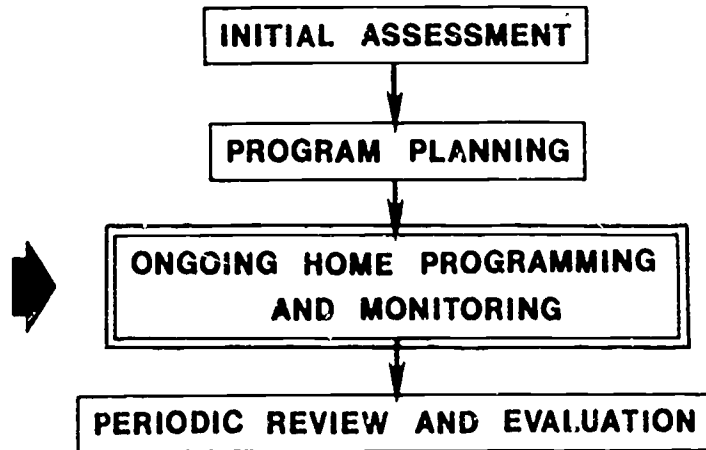 INITIAL ASSESSMENT
PROGRAM PLANNING
ONGOING HOME PROGRAMMING
AND MONITORING
PERIODIC REVIEW AND EVALUATION